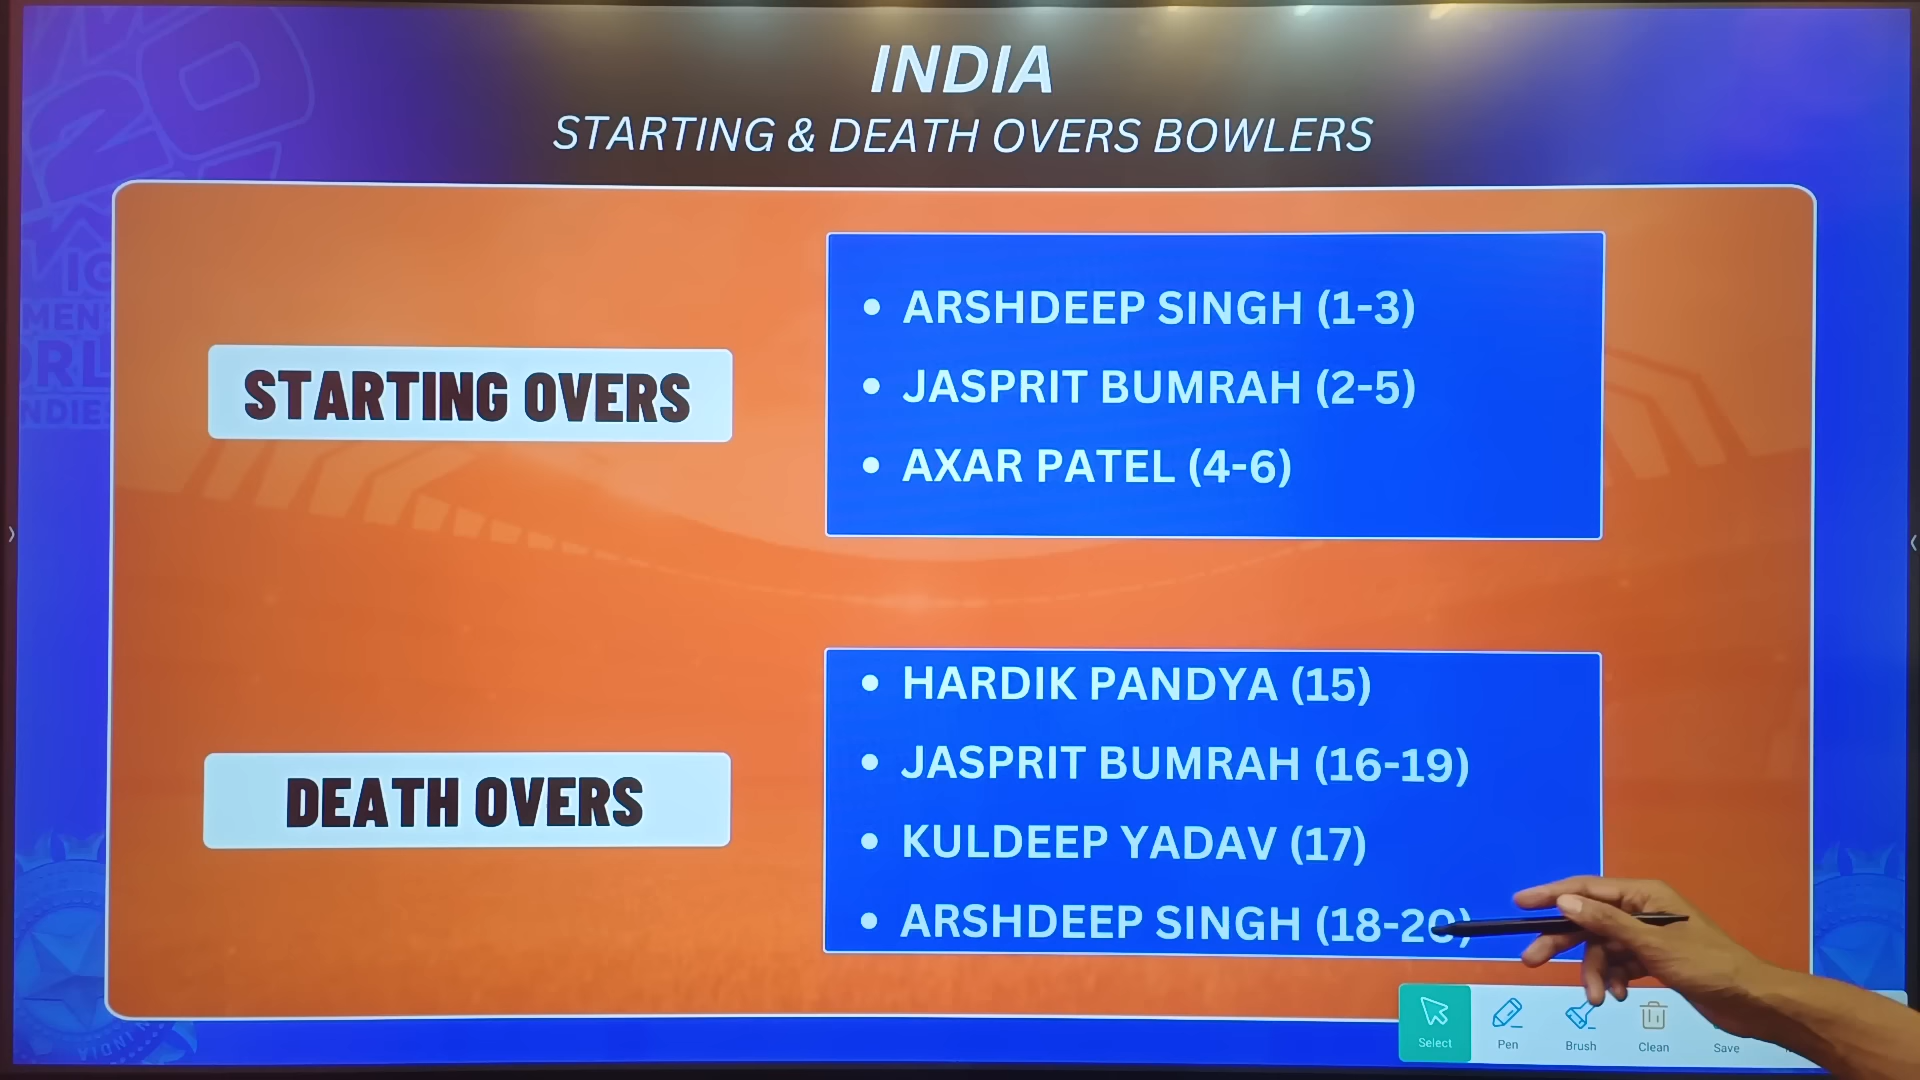 INDIA
STARTING & DEATH OVERS BOWLERS
STARTING OVERS
• ARSHDEEP SINGH (1-3)
• JASPRIT BUMRAH (2-5)
• AXAR PATEL (4-6)
DEATH OVERS
• HARDIK PANDYA (15)
• JASPRIT BUMRAH (16-19)
• KULDEEP YADAV (17)
• ARSHDEEP SINGH (18-20)
Select
Pen
Brush
Clean
Save